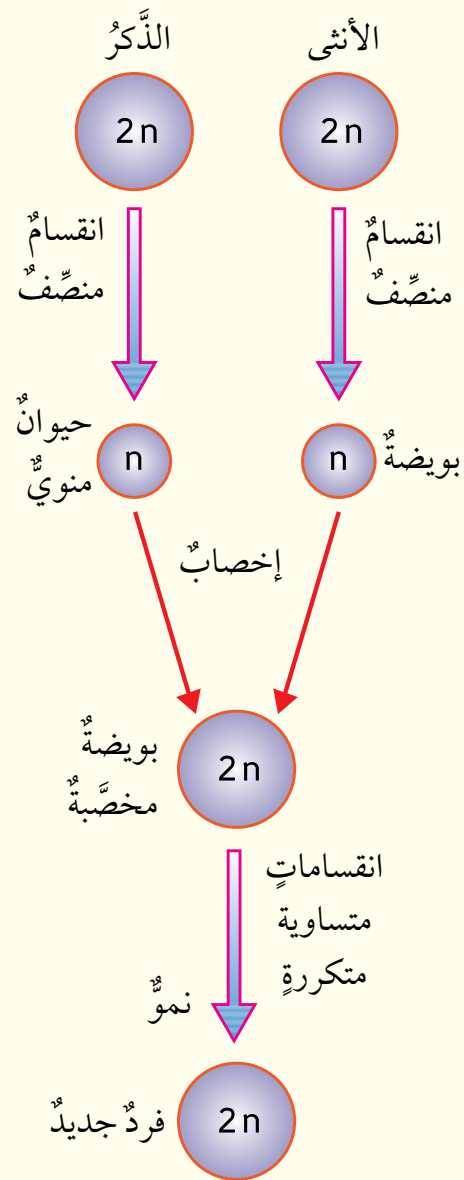 الأنثى
الذَّكرُ
2n
2n
انقسامٌ
منصِّفٌ
انقسامٌ
منصِّفٌ
بويضةٌ
n
n
حيوانٌ
منويٌّ
إخصابٌ
بويضةٌ
مخصَّبةٌ
2n
انقساماتٍ
متساوية
متكررةٍ
نموٌّ
2n
فردٌ جديدٌ